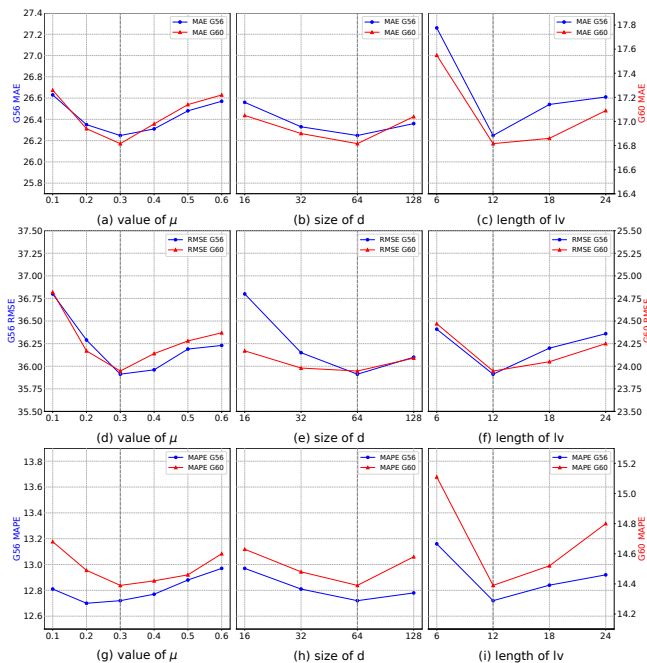 27.4
27.2
27.0
26.8
26.6
26.4
26.2
26.0
25.8
G56 MAE
MAE G56
MAE G60
0.1 0.2 0.3 0.4 0.5 0.6
(a) value of μ
MAE G56
MAE G60
16 32 64 128
(b) size of d
MAE G56
MAE G60
6 12 18 24
(c) length of lv
17.8
17.6
17.4
17.2
17.0
16.8
16.6
16.4
G60 MAE
37.50
37.25
37.00
36.75
36.50
36.25
36.00
35.75
35.50
G56 RMSE
RMSE G56
RMSE G60
0.1 0.2 0.3 0.4 0.5 0.6
(d) value of μ
RMSE G56
RMSE G60
16 32 64 128
(e) size of d
RMSE G56
RMSE G60
6 12 18 24
(f) length of lv
25.50
25.25
25.00
24.75
24.50
24.25
24.00
23.75
23.50
G60 RMSE
13.8
13.6
13.4
13.2
13.0
12.8
12.6
G56 MAPE
MAPE G56
MAPE G60
0.1 0.2 0.3 0.4 0.5 0.6
(g) value of μ
MAPE G56
MAPE G60
16 32 64 128
(h) size of d
MAPE G56
MAPE G60
6 12 18 24
(i) length of lv
15.2
15.0
14.8
14.6
14.4
14.2
G60 MAPE